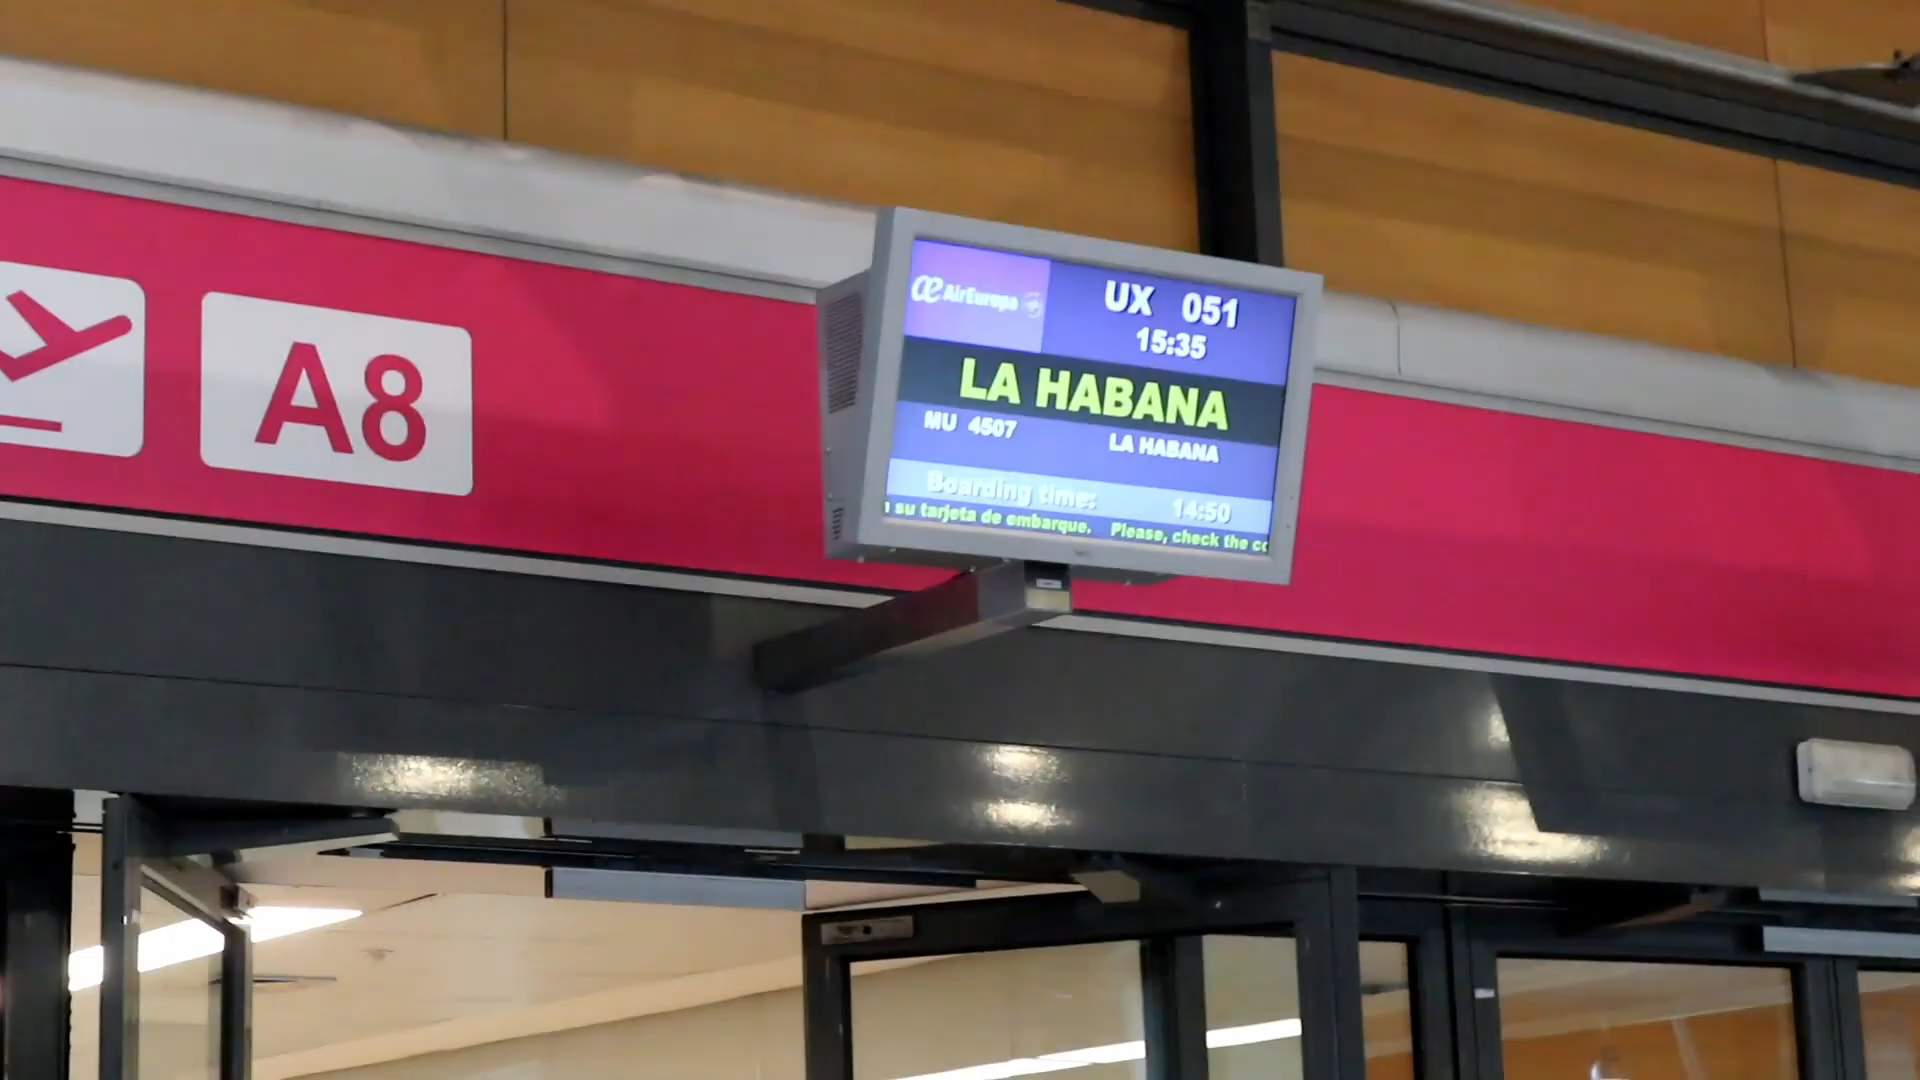 A8
AirEuropa
UX 051
15:35
LA HABANA
MU 4507
LA HABANA
Boarding time: 14:50
su tarjeta de embarque. Please, check the